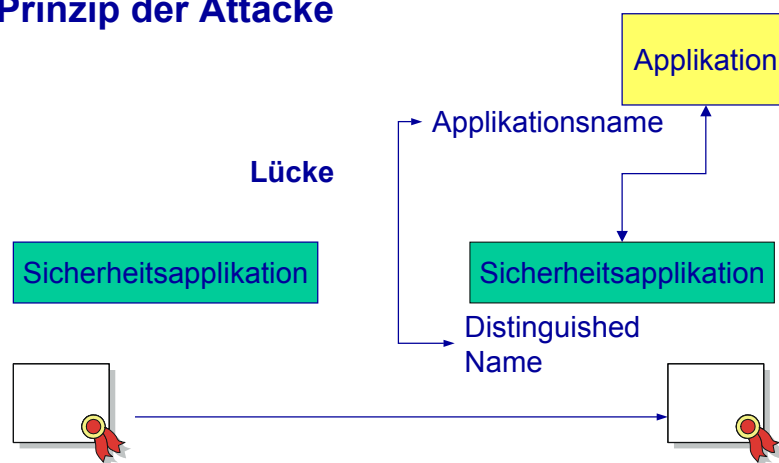 Prinzip der Attacke
Applikation
Applikationsname
Lücke
Sicherheitsapplikation
Sicherheitsapplikation
Distinguished
Name